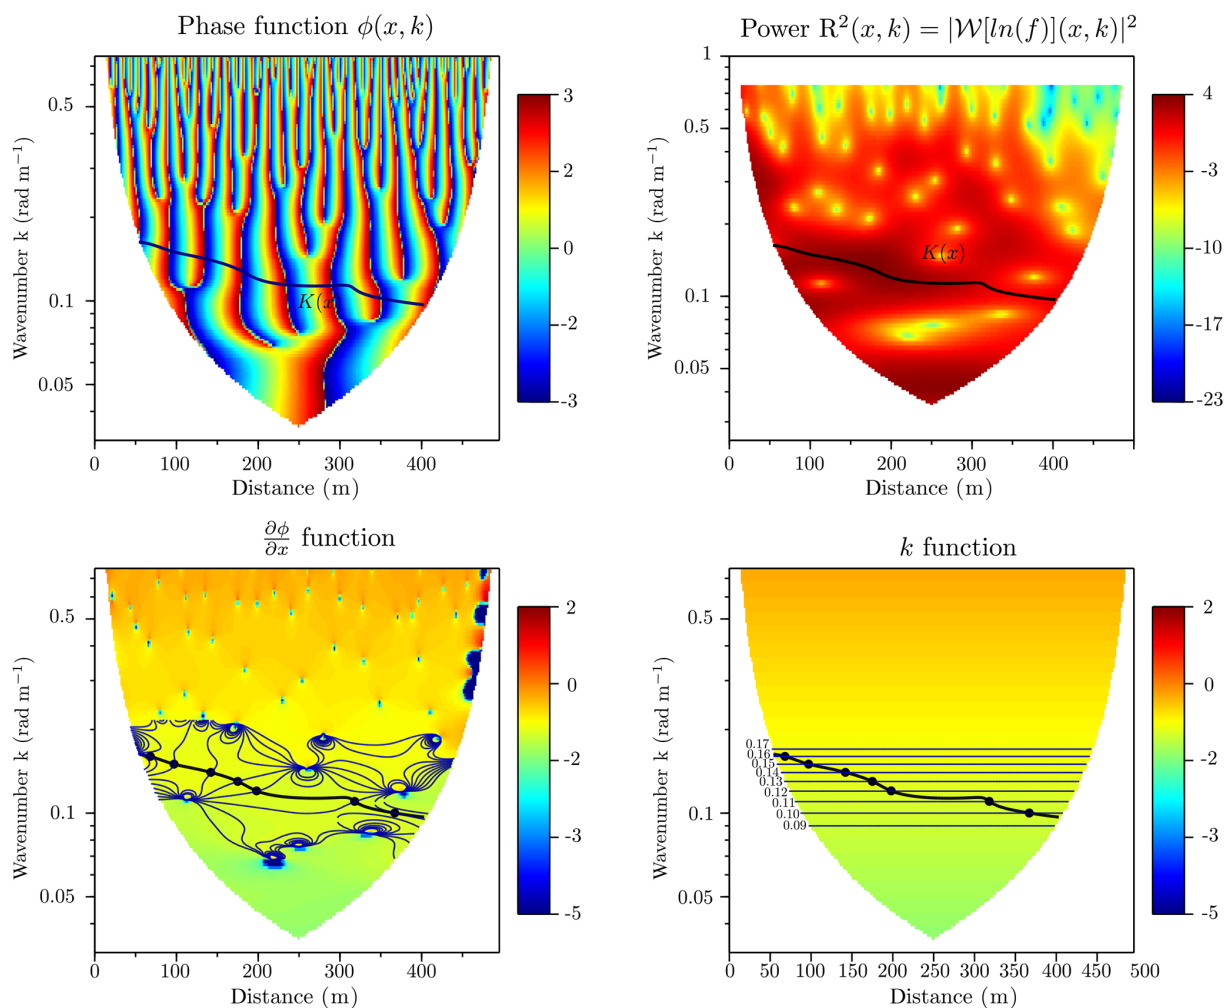 Phase function ϕ(x, k)
Wavenumber k (rad m⁻¹)
0.5
0.1
0.05
K(x)
0 100 200 300 400
Distance (m)
3
2
0
-2
-3
Power R²(x, k) = |𝒲[ln(f)](x, k)|²
Wavenumber k (rad m⁻¹)
1
0.5
0.1
0.05
K(x)
0 100 200 300 400
Distance (m)
4
-3
-10
-17
-23
∂ϕ/∂x function
Wavenumber k (rad m⁻¹)
0.5
0.1
0.05
0 100 200 300 400
Distance (m)
2
0
-2
-3
-5
k function
Wavenumber k (rad m⁻¹)
0.5
0.1
0.05
0.17
0.16
0.15
0.14
0.13
0.12
0.11
0.10
0.09
0 50 100 150 200 250 300 350 400 450 500
Distance (m)
2
0
-2
-3
-5